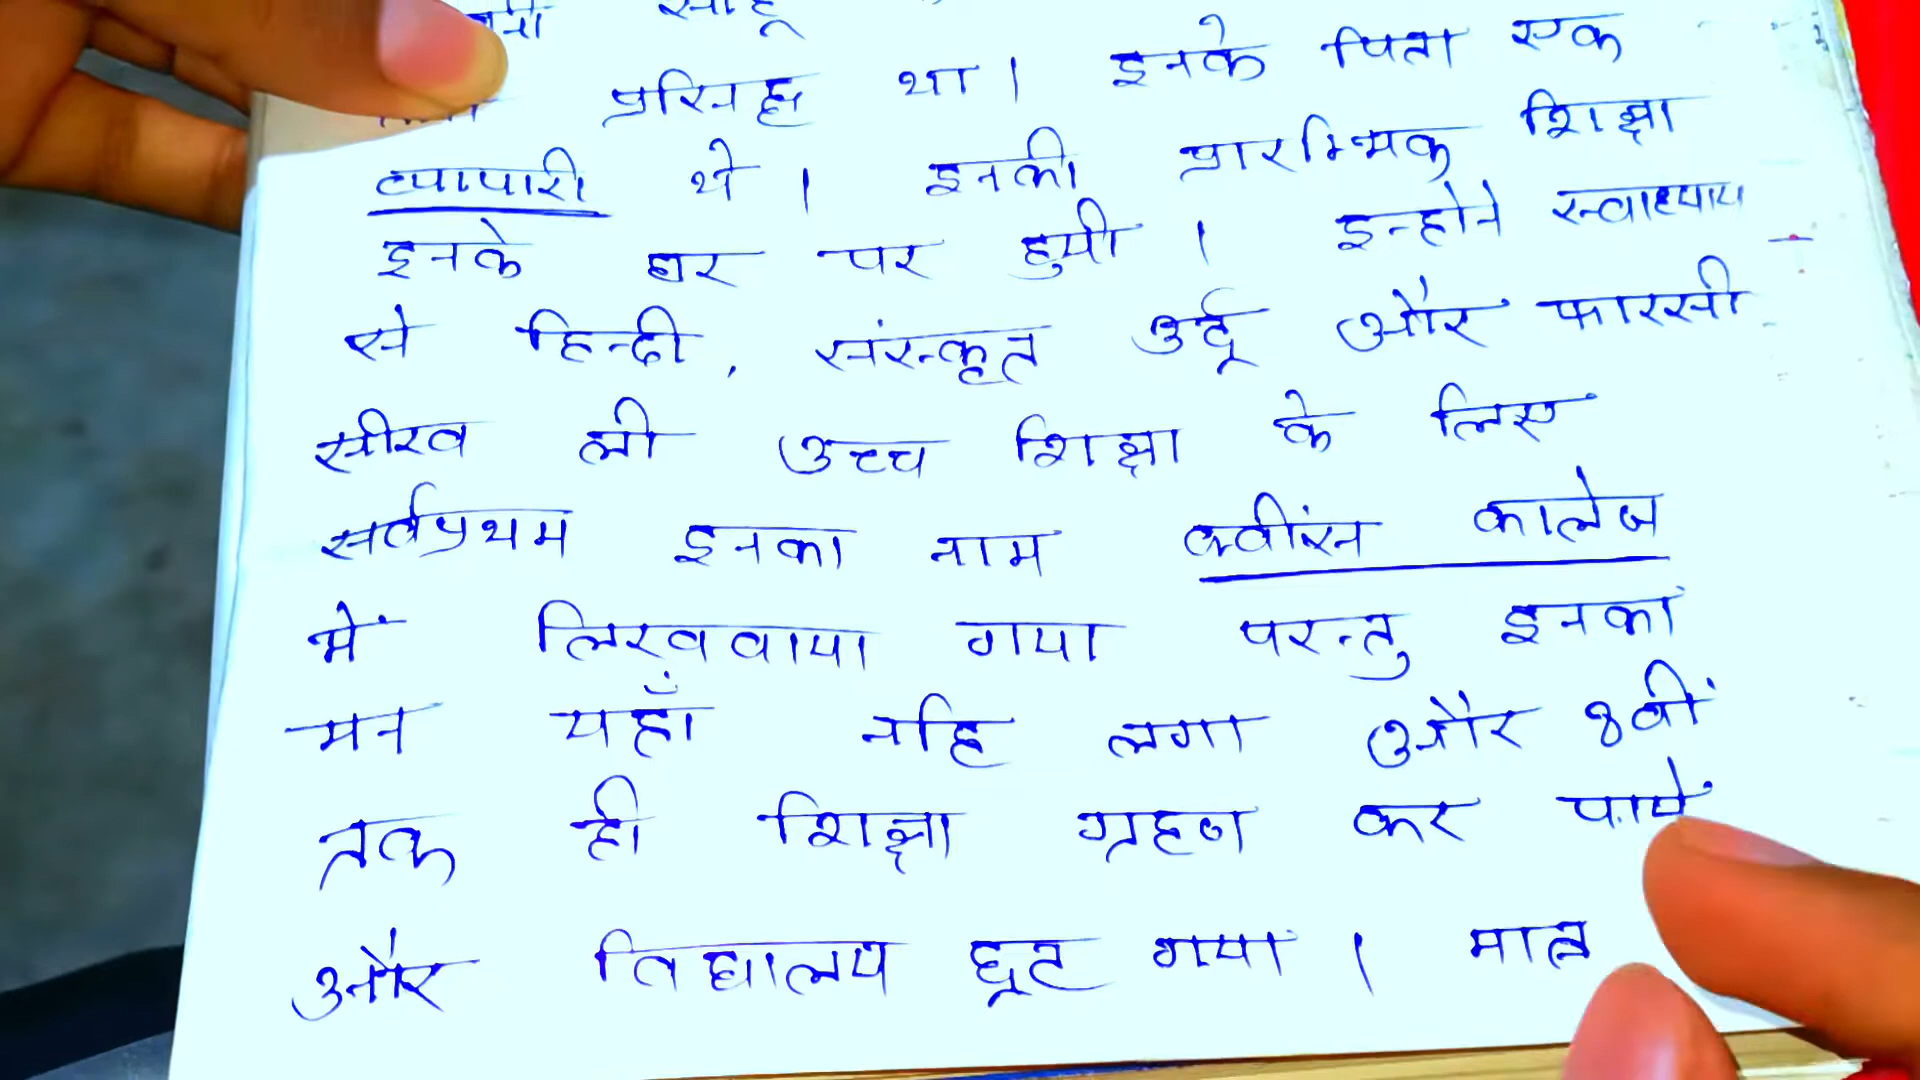 साहू
प्रसिद्ध था। इनके पिता एक
व्यापारी थे। इनकी प्रारम्भिक शिक्षा
इनके घर पर हुयी। इन्होने स्वाध्याय
से हिन्दी, संस्कृत उर्दू और फारसी
सीख ली उच्च शिक्षा के लिए
सर्वप्रथम इनका नाम क्वींस कालेज
में लिखवाया गया परन्तु इनका
मन यहाँ नहि लगा और 8वीं
तक ही शिक्षा ग्रहण कर पाये
और विद्यालय छूट गया। मात्र